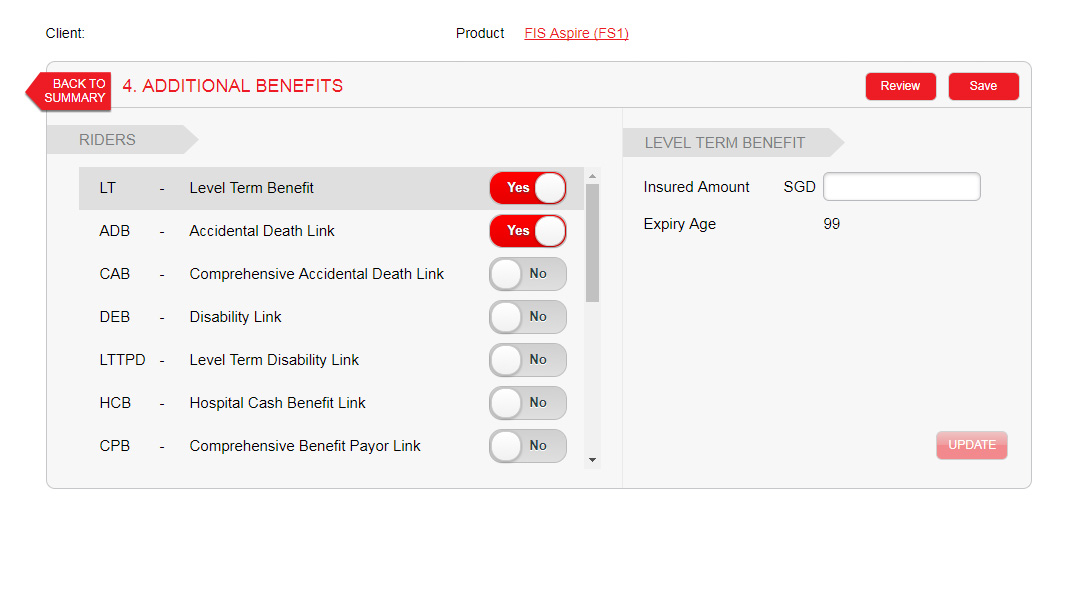 Client:
Product FIS Aspire (FS1)
BACK TO
SUMMARY
4. ADDITIONAL BENEFITS
Review
Save
RIDERS
LT - Level Term Benefit Yes
ADB - Accidental Death Link Yes
CAB - Comprehensive Accidental Death Link No
DEB - Disability Link No
LTTPD - Level Term Disability Link No
HCB - Hospital Cash Benefit Link No
CPB - Comprehensive Benefit Payor Link No
LEVEL TERM BENEFIT
Insured Amount SGD
Expiry Age 99
UPDATE